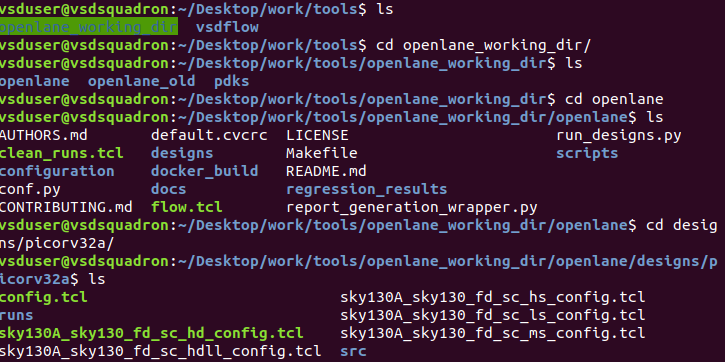 vsduser@vsdsquadron:~/Desktop/work/tools$ ls
openlane_working_dir  vsdflow
vsduser@vsdsquadron:~/Desktop/work/tools$ cd openlane_working_dir/
vsduser@vsdsquadron:~/Desktop/work/tools/openlane_working_dir$ ls
openlane  openlane_old  pdks
vsduser@vsdsquadron:~/Desktop/work/tools/openlane_working_dir$ cd openlane
vsduser@vsdsquadron:~/Desktop/work/tools/openlane_working_dir/openlane$ ls
AUTHORS.md       default.cvcrc  LICENSE                       run_designs.py
clean_runs.tcl   designs        Makefile                      scripts
configuration    docker_build   README.md
conf.py          docs           regression_results
CONTRIBUTING.md  flow.tcl       report_generation_wrapper.py
vsduser@vsdsquadron:~/Desktop/work/tools/openlane_working_dir/openlane$ cd desig
ns/picorv32a/
vsduser@vsdsquadron:~/Desktop/work/tools/openlane_working_dir/openlane/designs/p
icorv32a$ ls
config.tcl                         sky130A_sky130_fd_sc_hs_config.tcl
runs                               sky130A_sky130_fd_sc_ls_config.tcl
sky130A_sky130_fd_sc_hd_config.tcl    sky130A_sky130_fd_sc_ms_config.tcl
sky130A_sky130_fd_sc_hdll_config.tcl  src